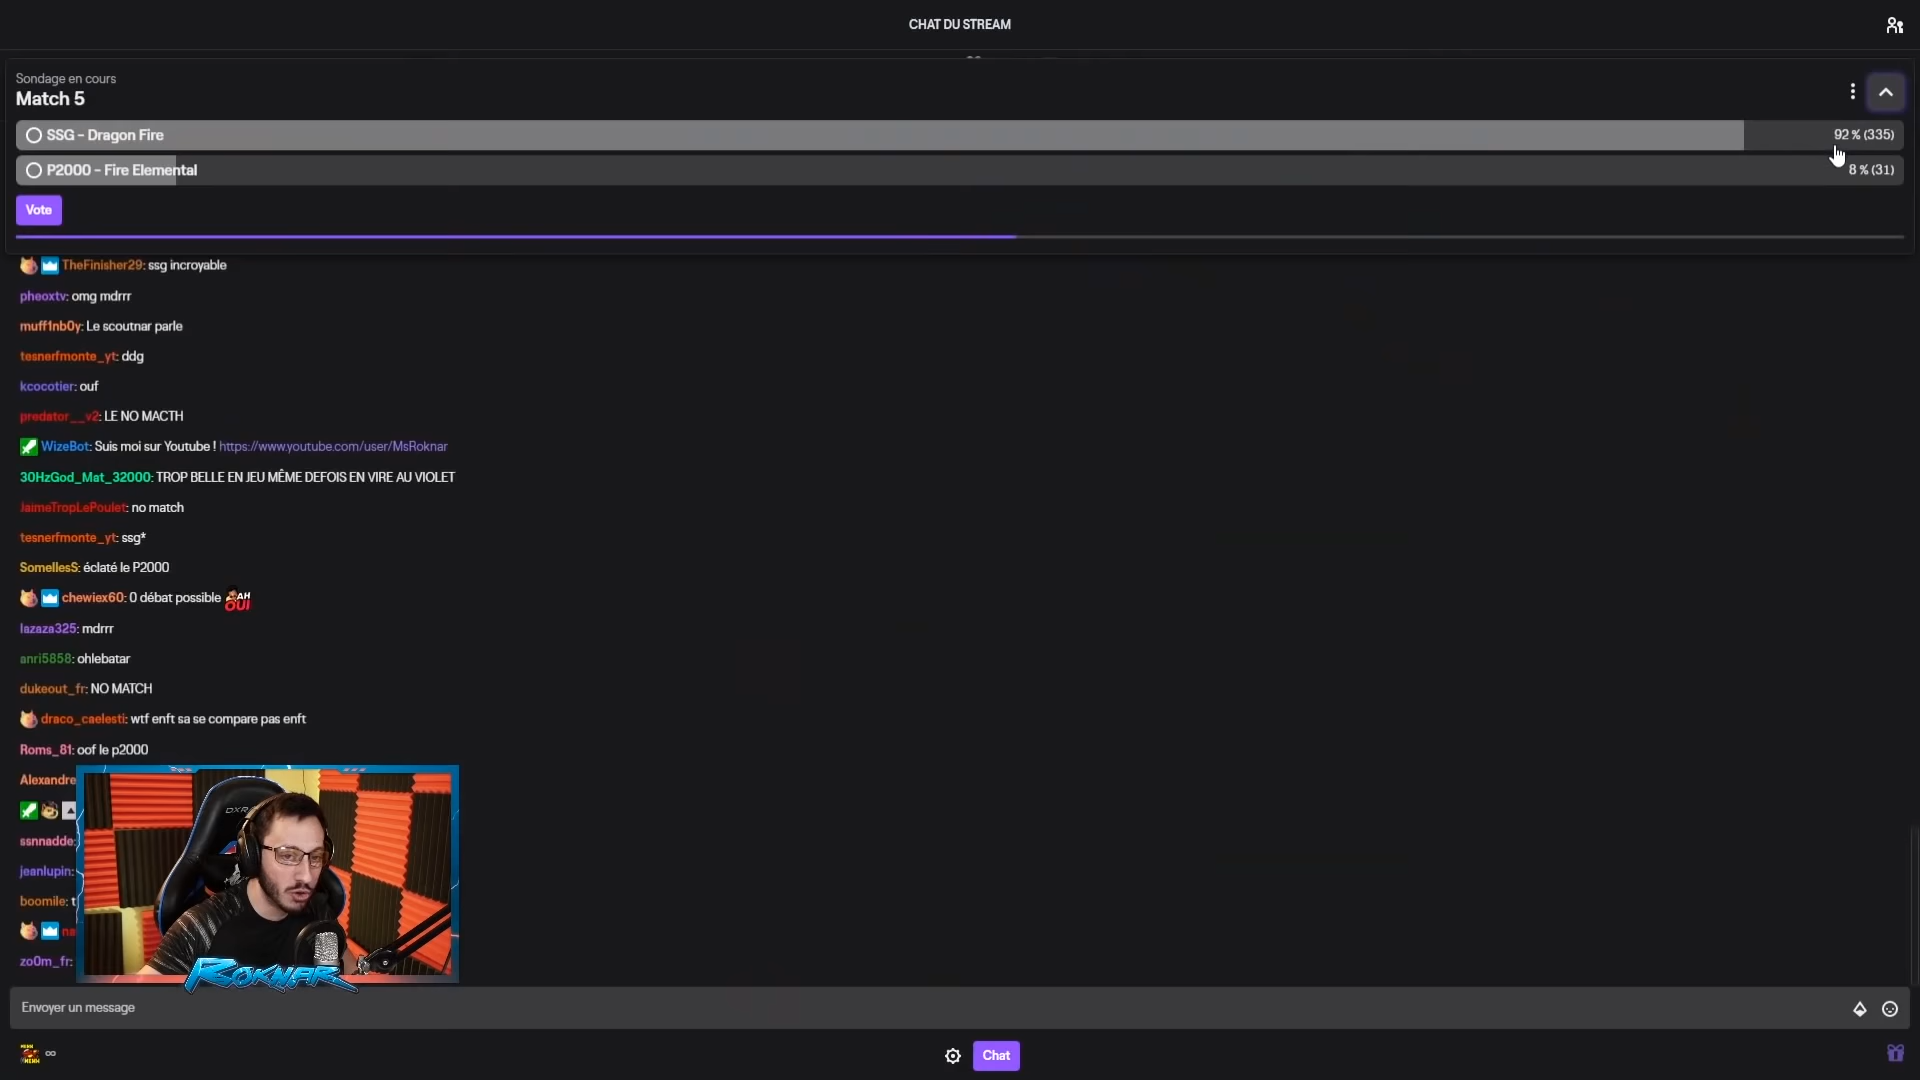 CHAT DU STREAM
Sondage en cours
Match 5
SSG - Dragon Fire
92 % (335)
P2000 - Fire Elemental
8 % (31)
Vote
TheFinisher29: ssg incroyable
pheoxtv: omg mdrrr
muff1nb0y: Le scoutnar parle
tesnerfmonte_yt: ddg
kcocotier: ouf
predator__v2: LE NO MACTH
WizeBot: Suis moi sur Youtube ! https://www.youtube.com/user/MsRoknar
30HzGod_Mat_32000: TROP BELLE EN JEU MÊME DEFOIS EN VIRE AU VIOLET
JaimeTropLePoulet: no match
tesnerfmonte_yt: ssg*
SomellesS: éclaté le P2000
chewiex60: 0 débat possible AH OUI
lazaza325: mdrrr
anri5858: ohlebatar
dukeout_fr: NO MATCH
draco_caelesti: wtf enft sa se compare pas enft
Roms_81: oof le p2000
Alexandre
ssnnadde:
jeanlupin:
boomile: t
na
zo0m_fr:
DXR
ROKNAR
Envoyer un message
∞
Chat